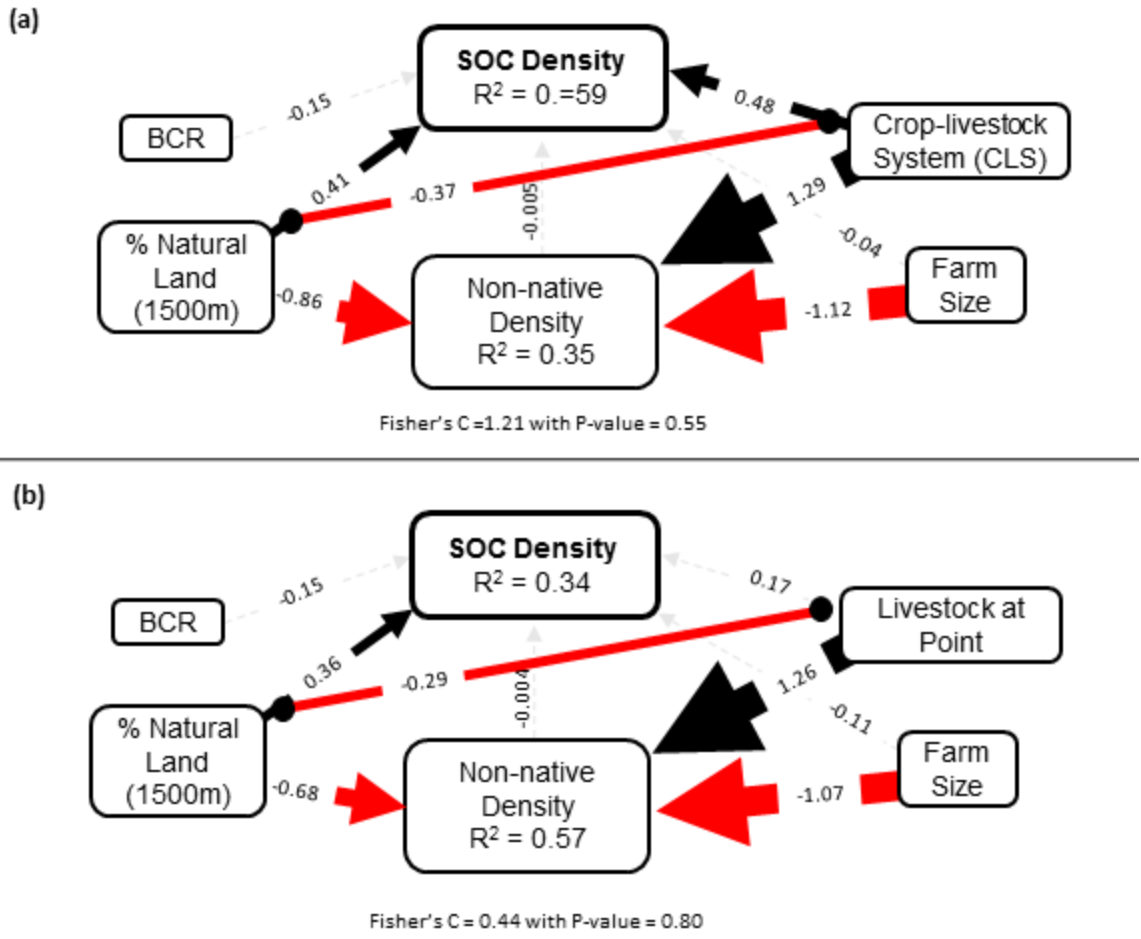 (a)
SOC Density
R² = 0.=59
-0.15
0.48
BCR
Crop-livestock
System (CLS)
0.41
-0.37
1.29
-0.005
-0.04
% Natural
Land
(1500m)
-0.86
Non-native
Density
R² = 0.35
-1.12
Farm
Size
Fisher's C =1.21 with P-value = 0.55
(b)
SOC Density
R² = 0.34
-0.15
0.17
BCR
Livestock at
Point
0.36
-0.29
1.26
-0.004
-0.11
% Natural
Land
(1500m)
-0.68
Non-native
Density
R² = 0.57
-1.07
Farm
Size
Fisher's C = 0.44 with P-value = 0.80